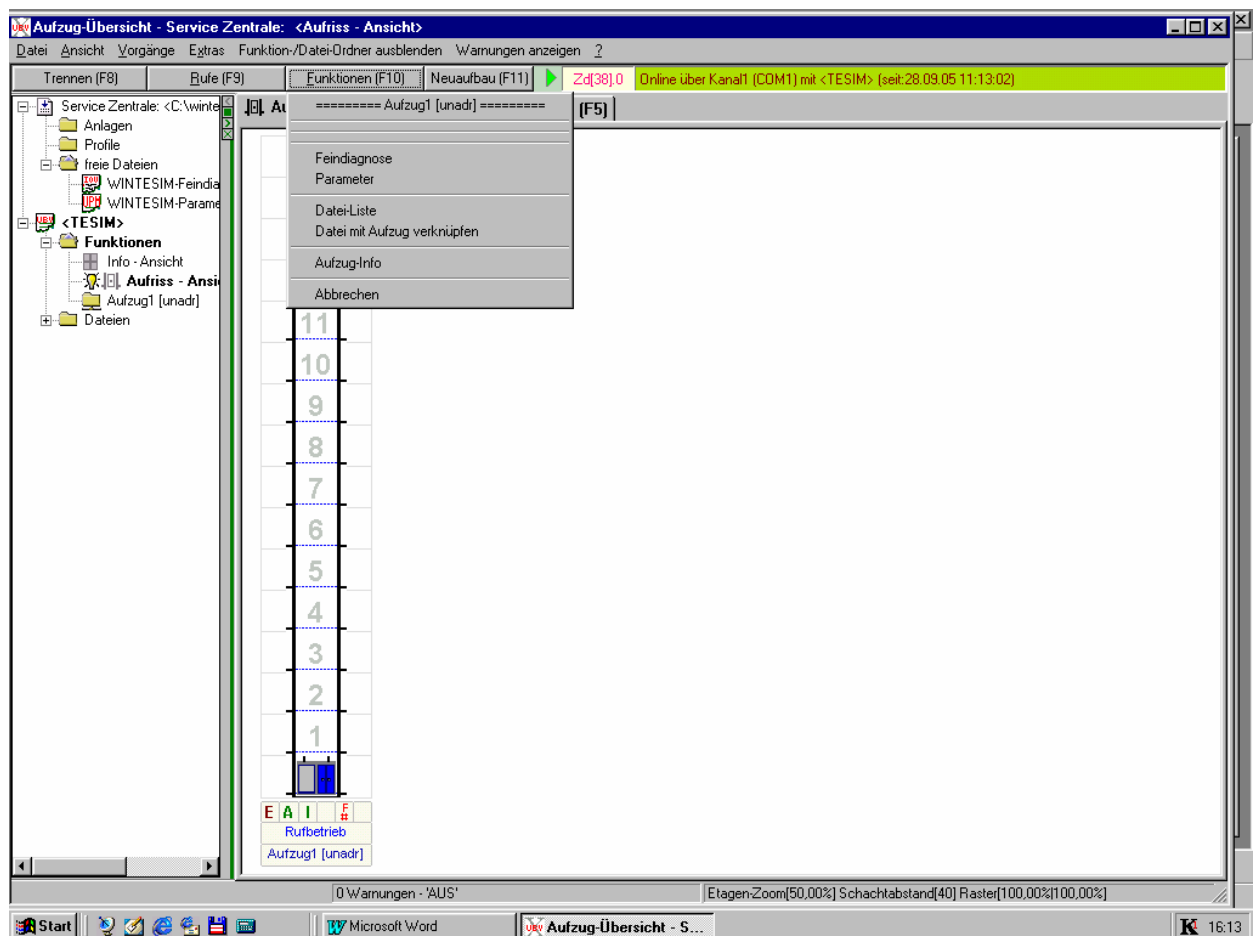 Aufzug-Übersicht - Service Zentrale: <Aufriss - Ansicht>
Datei Ansicht Vorgänge Extras Funktion-/Datei-Ordner ausblenden Warnungen anzeigen ?
Trennen (F8) Rufe (F9) Funktionen (F10) Neuaufbau (F11) Zd[38].0 Online über Kanal1 (COM1) mit <TESIM> (seit:28.09.05 11:13:02)
Service Zentrale: <C:\winte
Anlagen
Profile
freie Dateien
WINTESIM-Feindia
WINTESIM-Parame
<TESIM>
Funktionen
Info - Ansicht
Aufriss - Ansi
Aufzug1 [unadr]
Dateien
(F5)
========= Aufzug1 [unadr] =========
Feindiagnose
Parameter
Datei-Liste
Datei mit Aufzug verknüpfen
Aufzug-Info
Abbrechen
11
10
9
8
7
6
5
4
3
2
1
E A I F #
Rufbetrieb
Aufzug1 [unadr]
0 Warnungen - 'AUS' Etagen-Zoom[50,00%] Schachtabstand[40] Raster[100,00%|100,00%]
Start Microsoft Word Aufzug-Übersicht - S... 16:13